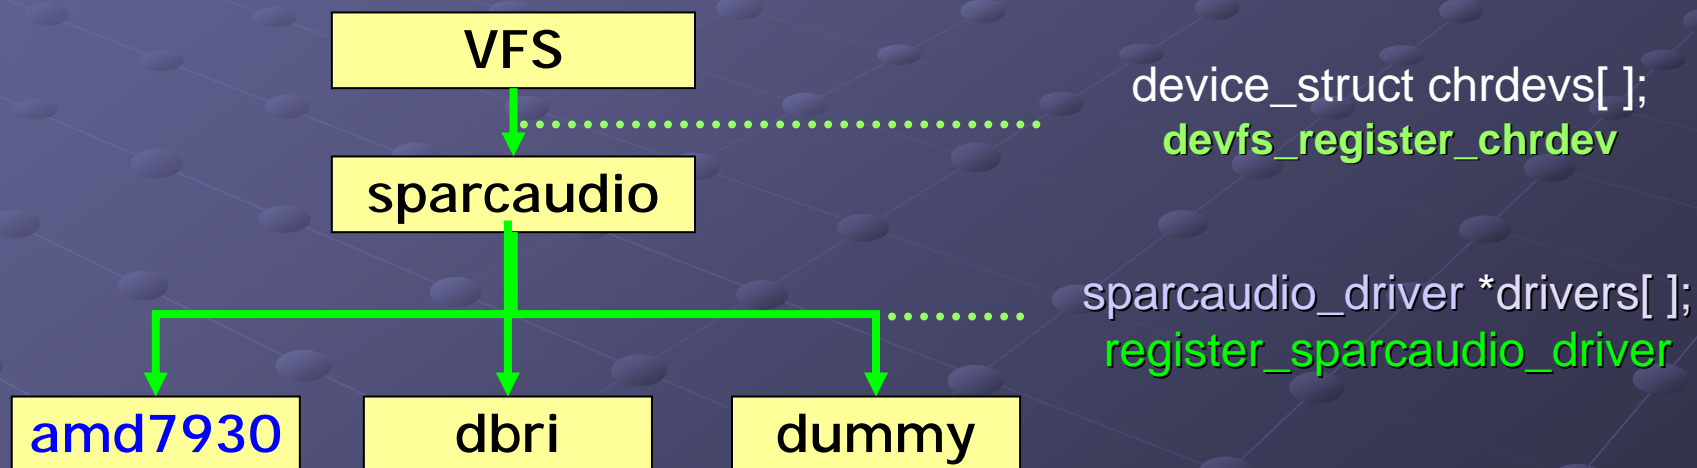 VFS
device_struct chrdevs[ ];
devfs_register_chrdev
sparcaudio
sparcaudio_driver *drivers[ ];
register_sparcaudio_driver
amd7930
dbri
dummy